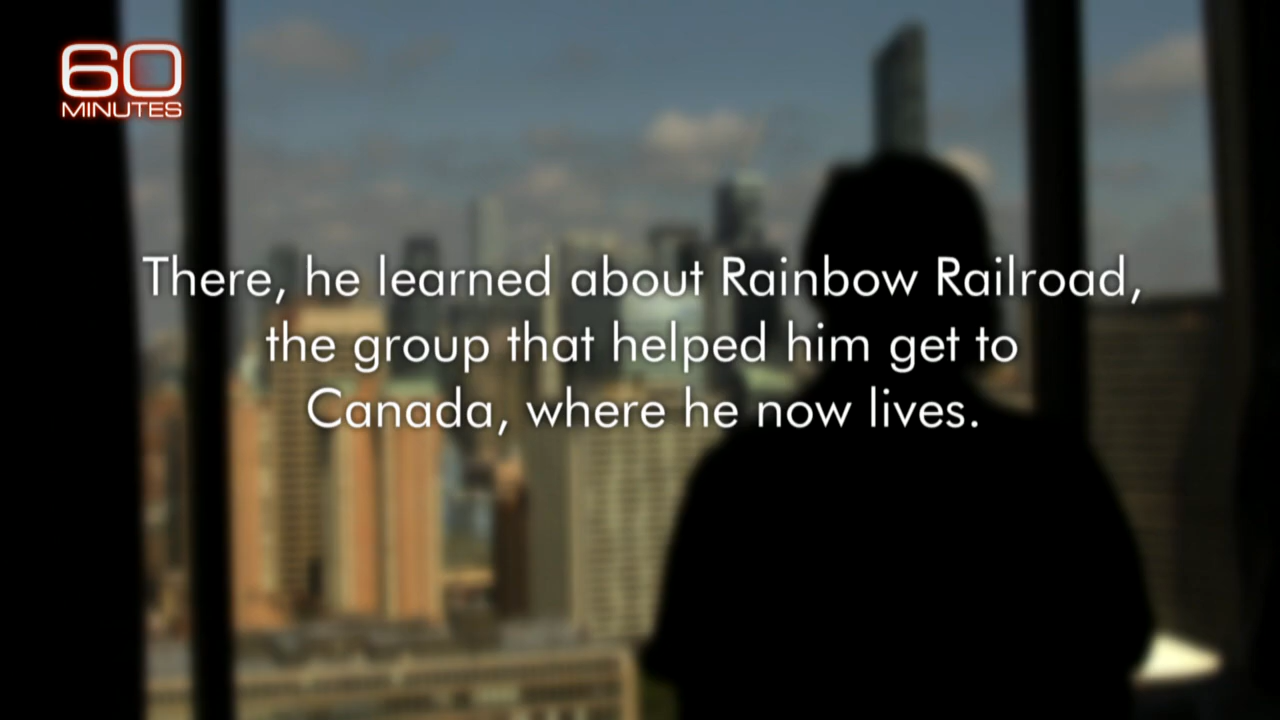 60
MINUTES
There, he learned about Rainbow Railroad,
the group that helped him get to
Canada, where he now lives.